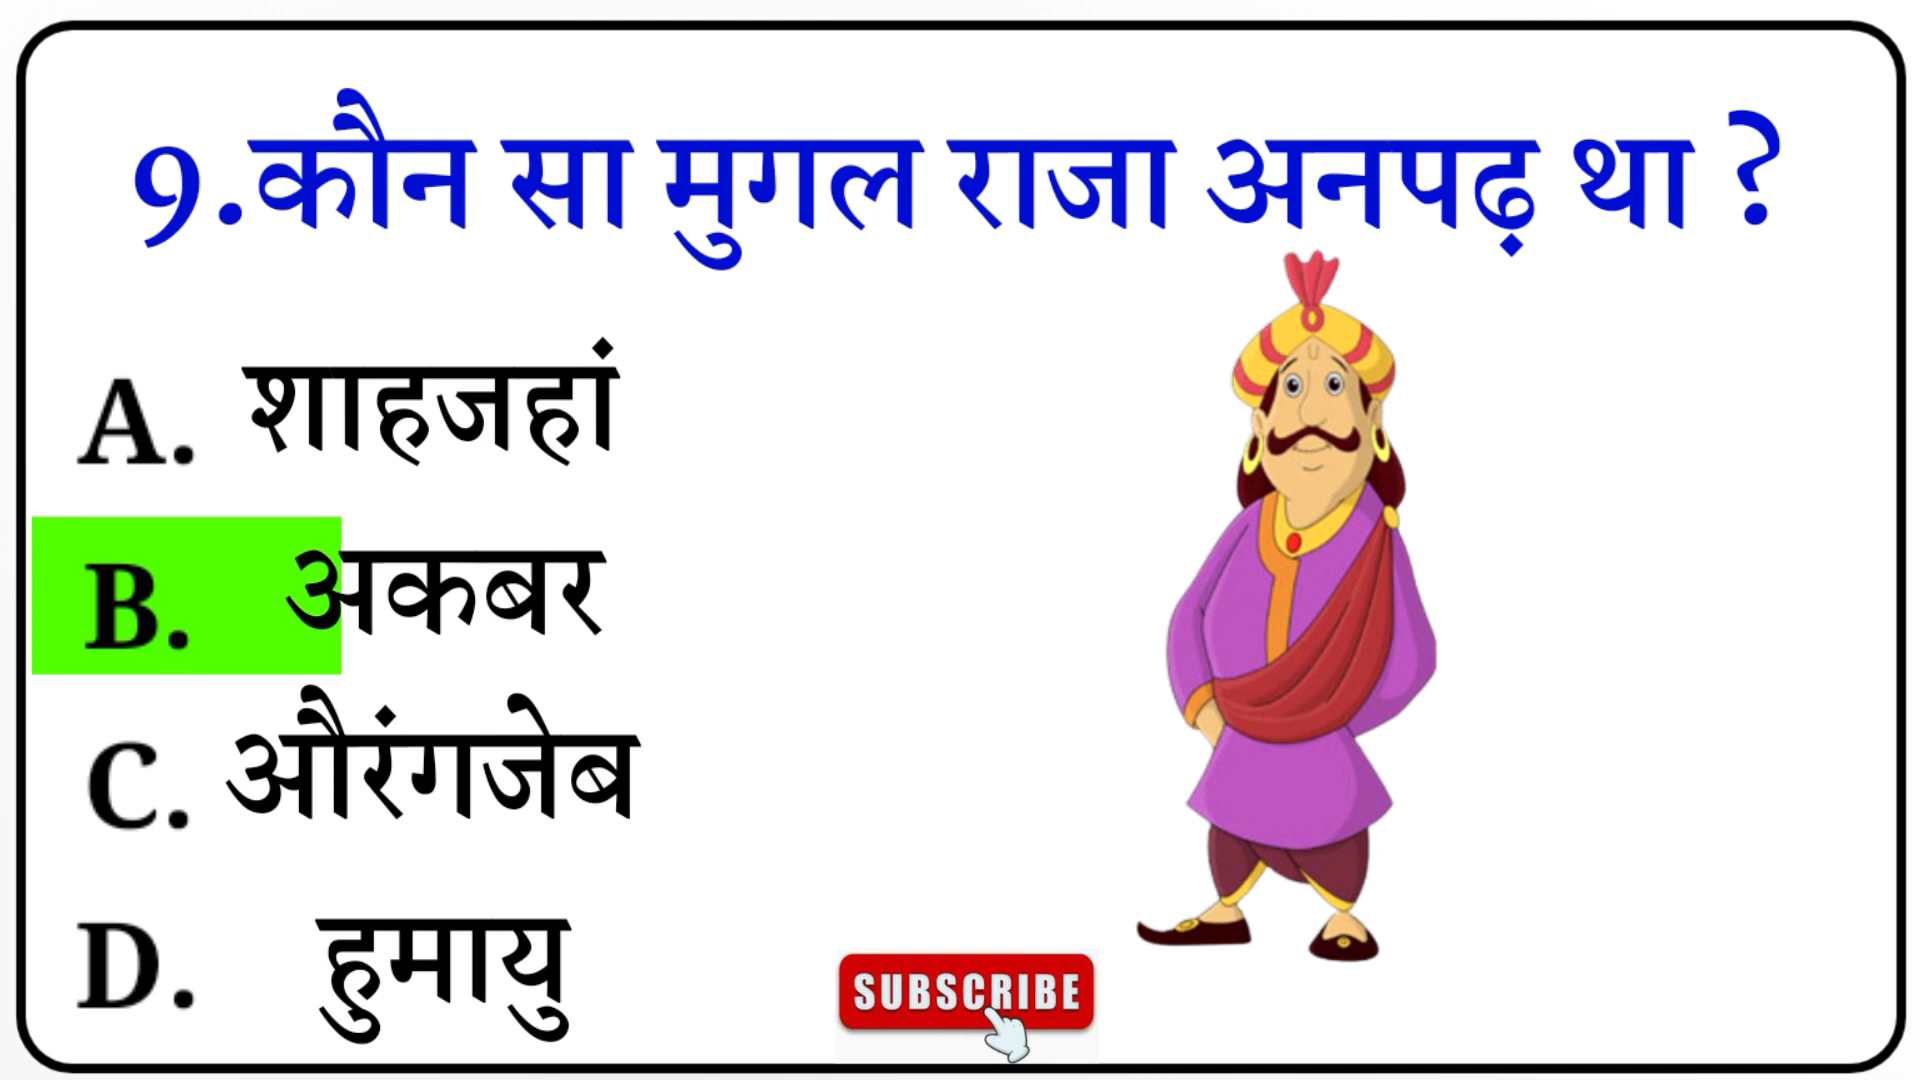 9.कौन सा मुगल राजा अनपढ़ था ?
A. शाहजहां
B. अकबर
C. औरंगजेब
D. हुमायु
SUBSCRIBE